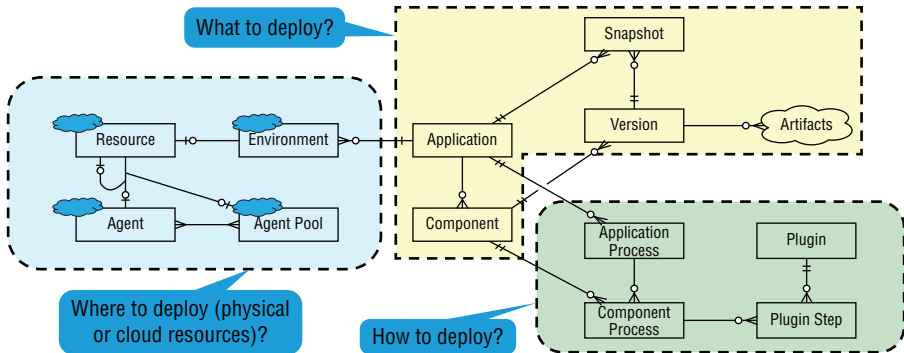 What to deploy?
Snapshot
Resource
Environment
Application
Version
Artifacts
Agent
Agent Pool
Component
Application
Process
Plugin
Where to deploy (physical
or cloud resources)?
How to deploy?
Component
Process
Plugin Step